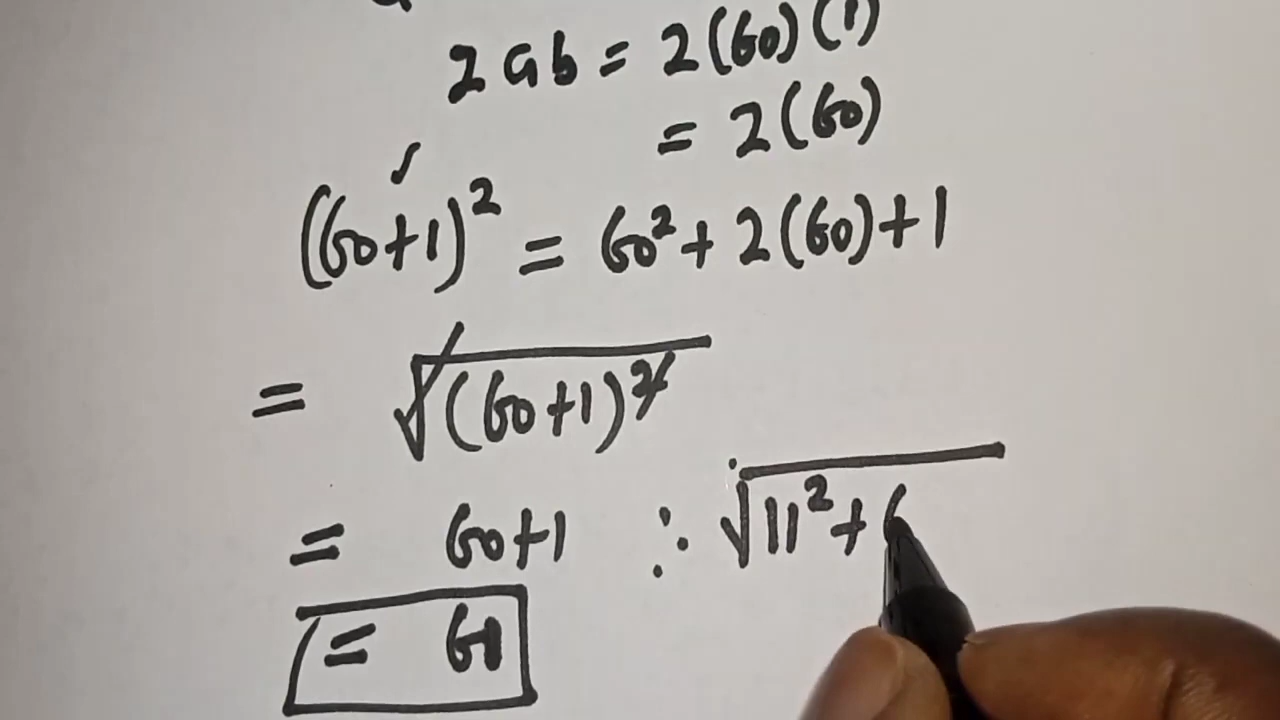 2ab = 2(60)(1)
= 2(60)
(60+1)² = 60² + 2(60) + 1
= √(60+1)²
= 60+1 ∴ √11² + 6
= 61